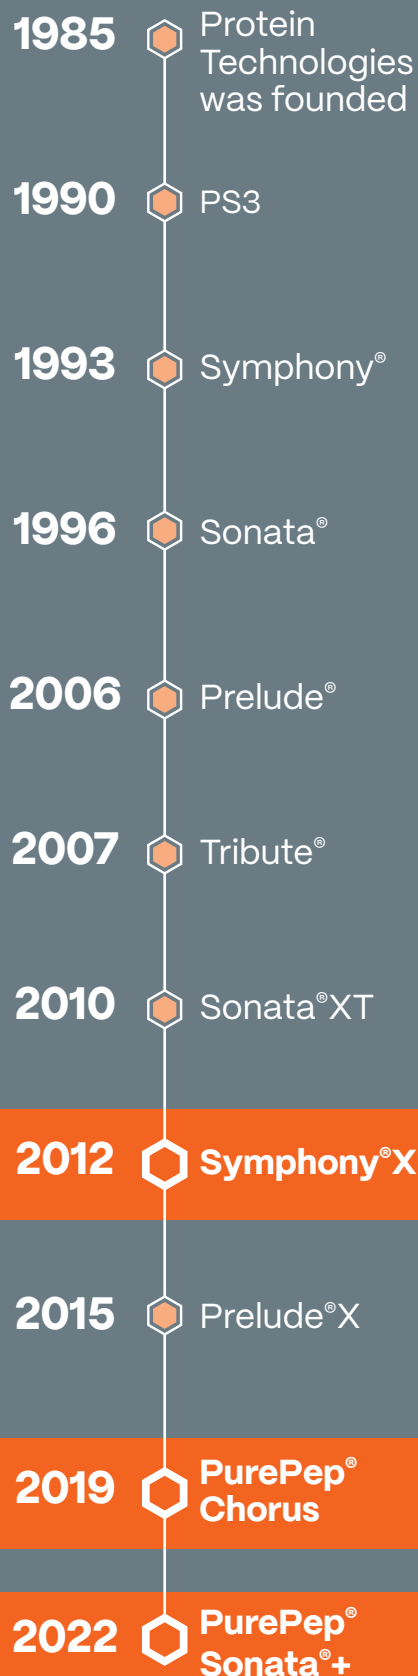 1985
Protein
Technologies
was founded
1990
PS3
1993
Symphony®
1996
Sonata®
2006
Prelude®
2007
Tribute®
2010
Sonata®XT
2012
Symphony®X
2015
Prelude®X
2019
PurePep®
Chorus
2022
PurePep®
Sonata®+